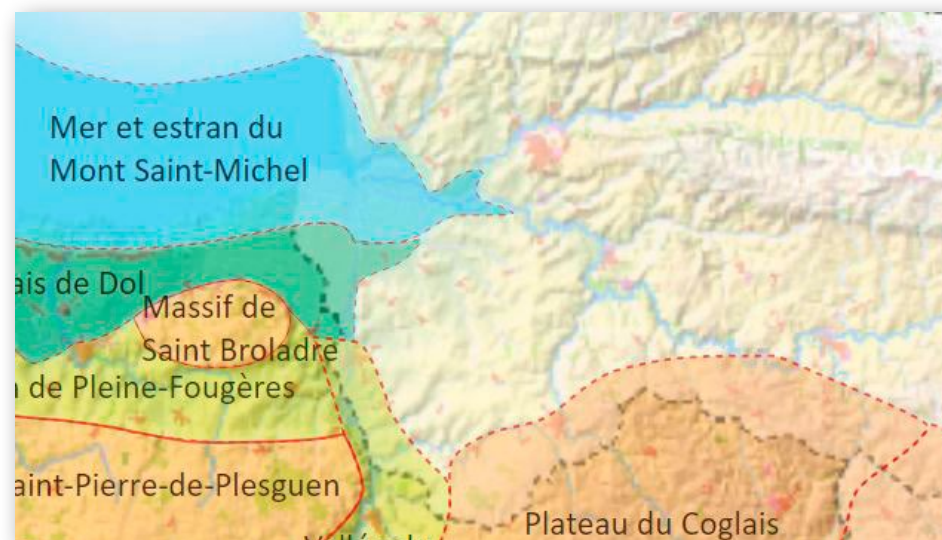 Mer et estran du
Mont Saint-Michel
ais de Dol
Massif de
Saint Broladre
n de Pleine-Fougères
aint-Pierre-de-Plesguen
Plateau du Coglais